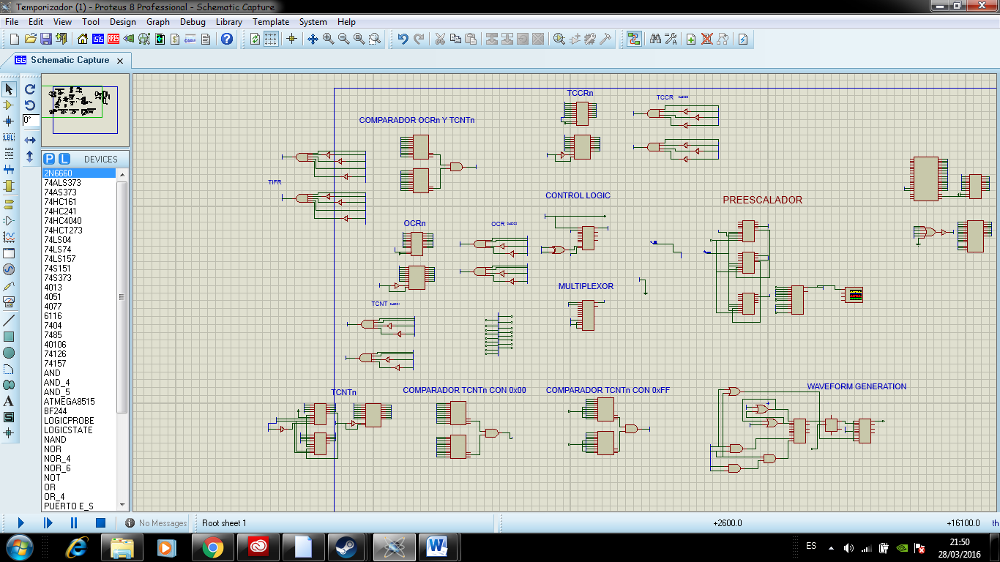 Temporizador (1) - Proteus 8 Professional - Schematic Capture
File Edit View Tool Design Graph Debug Library Template System Help
Schematic Capture
0°
LBL
P L DEVICES
2N6660
74ALS373
74AS373
74HC161
74HC241
74HC4040
74HCT273
74LS04
74LS74
74LS157
74S151
74S373
4013
4051
4077
6116
7404
7485
40106
74126
74157
AND
AND_4
AND_5
ATMEGA8515
BF244
LOGICPROBE
LOGICSTATE
NAND
NOR
NOR_4
NOR_6
NOT
OR
OR_4
PUERTO E_S
TCCRn
TCCR
COMPARADOR OCRn Y TCNTn
TIFR
CONTROL LOGIC
PREESCALADOR
OCRn
OCR
MULTIPLEXOR
TCNT
TCNTn
COMPARADOR TCNTn CON 0x00
COMPARADOR TCNTn CON 0xFF
WAVEFORM GENERATION
No Messages
Root sheet 1
+2600.0
+16100.0
th
ES
21:50
28/03/2016